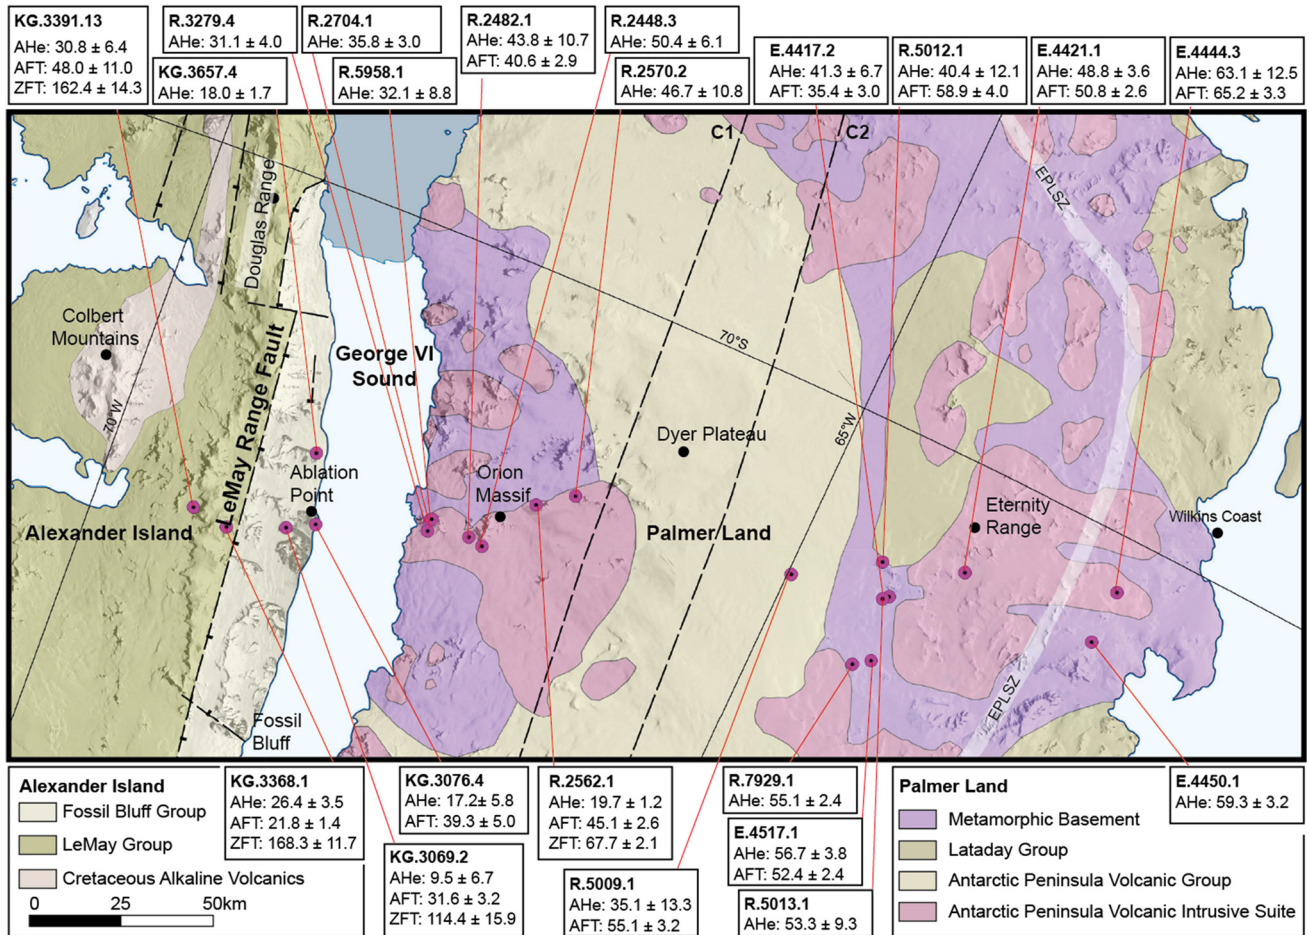 KG.3391.13
AHe: 30.8 ± 6.4
AFT: 48.0 ± 11.0
ZFT: 162.4 ± 14.3
R.3279.4
AHe: 31.1 ± 4.0
KG.3657.4
AHe: 18.0 ± 1.7
R.2704.1
AHe: 35.8 ± 3.0
R.5958.1
AHe: 32.1 ± 8.8
R.2482.1
AHe: 43.8 ± 10.7
AFT: 40.6 ± 2.9
R.2448.3
AHe: 50.4 ± 6.1
R.2570.2
AHe: 46.7 ± 10.8
E.4417.2
AHe: 41.3 ± 6.7
AFT: 35.4 ± 3.0
R.5012.1
AHe: 40.4 ± 12.1
AFT: 58.9 ± 4.0
E.4421.1
AHe: 48.8 ± 3.6
AFT: 50.8 ± 2.6
E.4444.3
AHe: 63.1 ± 12.5
AFT: 65.2 ± 3.3
C1
C2
EPLSZ
Douglas Range
Colbert
Mountains
70°W
LeMay Range Fault
George VI
Sound
70°S
65°W
Dyer Plateau
Ablation
Point
Orion
Massif
Alexander Island
Palmer Land
Eternity
Range
Wilkins Coast
EPLSZ
Fossil
Bluff
Alexander Island
Fossil Bluff Group
LeMay Group
Cretaceous Alkaline Volcanics
0 25 50km
KG.3368.1
AHe: 26.4 ± 3.5
AFT: 21.8 ± 1.4
ZFT: 168.3 ± 11.7
KG.3076.4
AHe: 17.2± 5.8
AFT: 39.3 ± 5.0
KG.3069.2
AHe: 9.5 ± 6.7
AFT: 31.6 ± 3.2
ZFT: 114.4 ± 15.9
R.2562.1
AHe: 19.7 ± 1.2
AFT: 45.1 ± 2.6
ZFT: 67.7 ± 2.1
R.5009.1
AHe: 35.1 ± 13.3
AFT: 55.1 ± 3.2
R.7929.1
AHe: 55.1 ± 2.4
E.4517.1
AHe: 56.7 ± 3.8
AFT: 52.4 ± 2.4
R.5013.1
AHe: 53.3 ± 9.3
Palmer Land
Metamorphic Basement
Lataday Group
Antarctic Peninsula Volcanic Group
Antarctic Peninsula Volcanic Intrusive Suite
E.4450.1
AHe: 59.3 ± 3.2